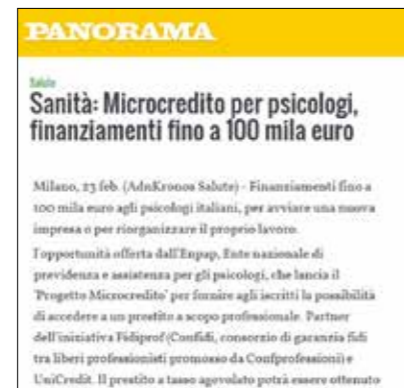 PANORAMA
Salute
Sanità: Microcredito per psicologi,
finanziamenti fino a 100 mila euro
Milano, 23 feb. (AdnKronos Salute) - Finanziamenti fino a
100 mila euro agli psicologi italiani, per avviare una nuova
impresa o per riorganizzare il proprio lavoro.
l'opportunità offerta dall'Enpap, Ente nazionale di
previdenza e assistenza per gli psicologi, che lancia il
'Progetto Microcredito' per fornire agli iscritti la possibilità
di accedere a un prestito a scopo professionale. Partner
dell'iniziativa Fidiprof (Confidi, consorzio di garanzia fidi
tra liberi professionisti promosso da Confprofessioni) e
UniCredit. Il prestito a tasso agevolato potrà essere ottenuto